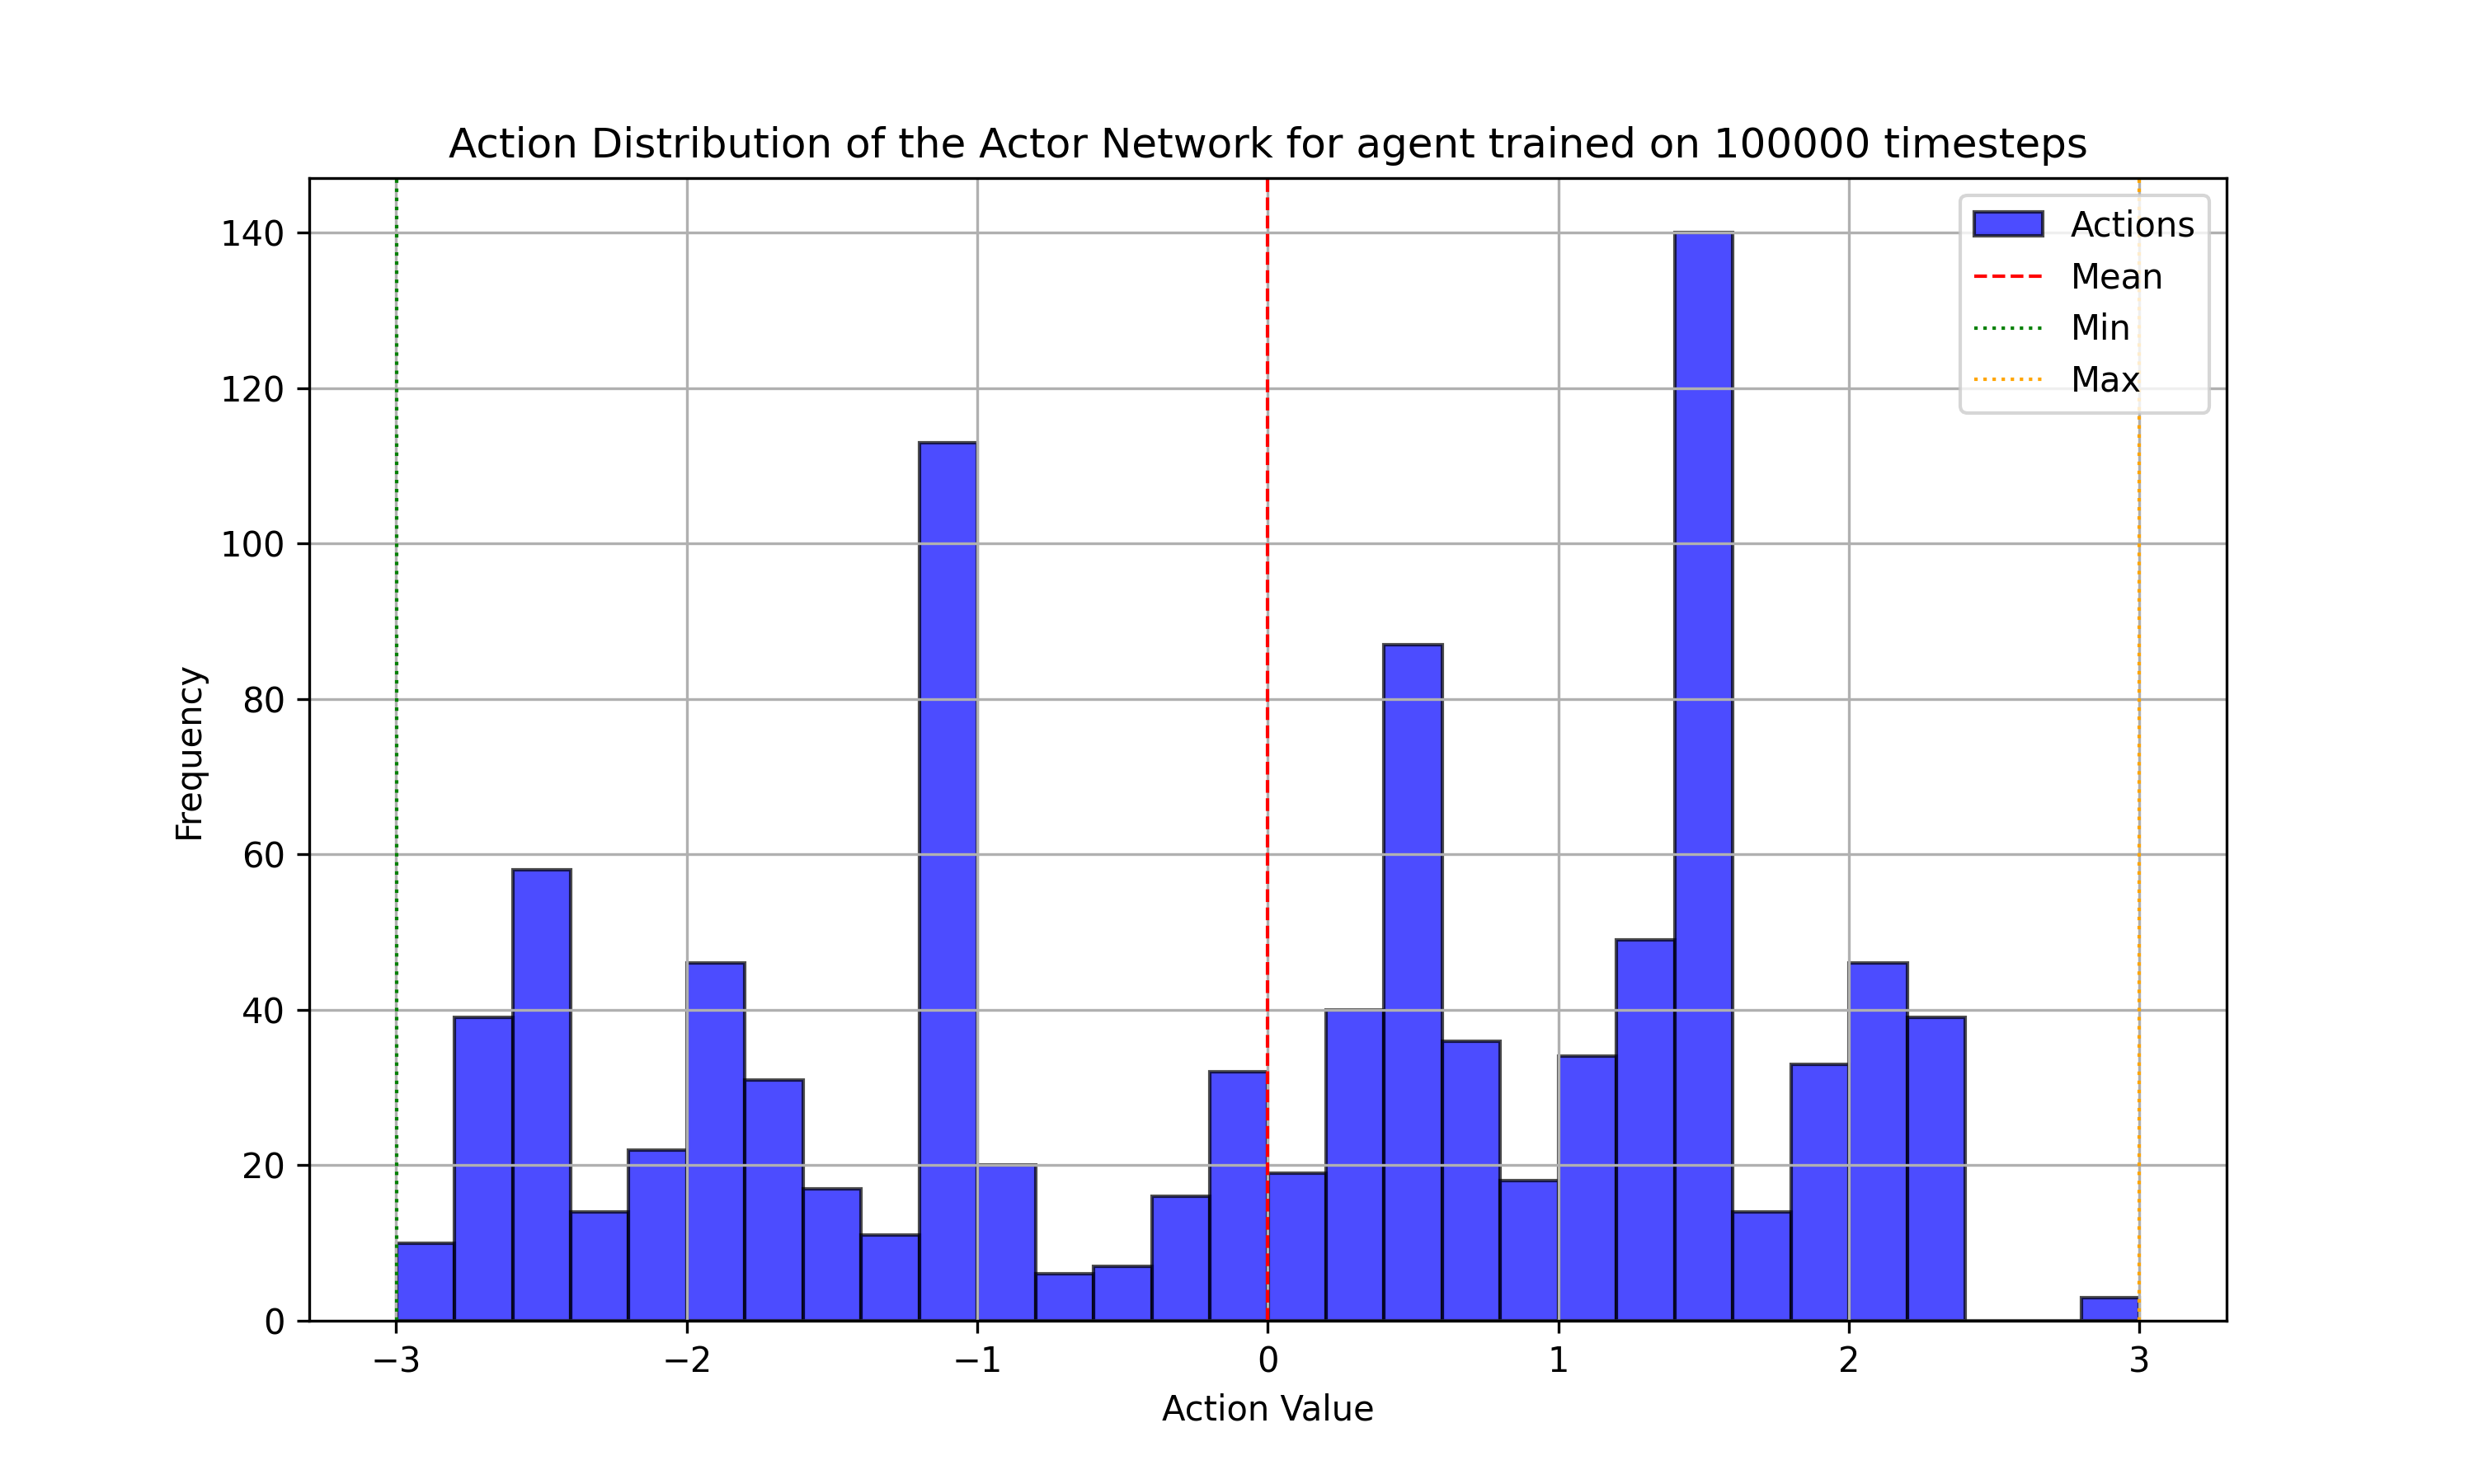 Action Distribution of the Actor Network for agent trained on 100000 timesteps
Actions
Mean
Min
Max
140
120
100
80
60
40
20
0
Frequency
−3
−2
−1
0
1
2
3
Action Value